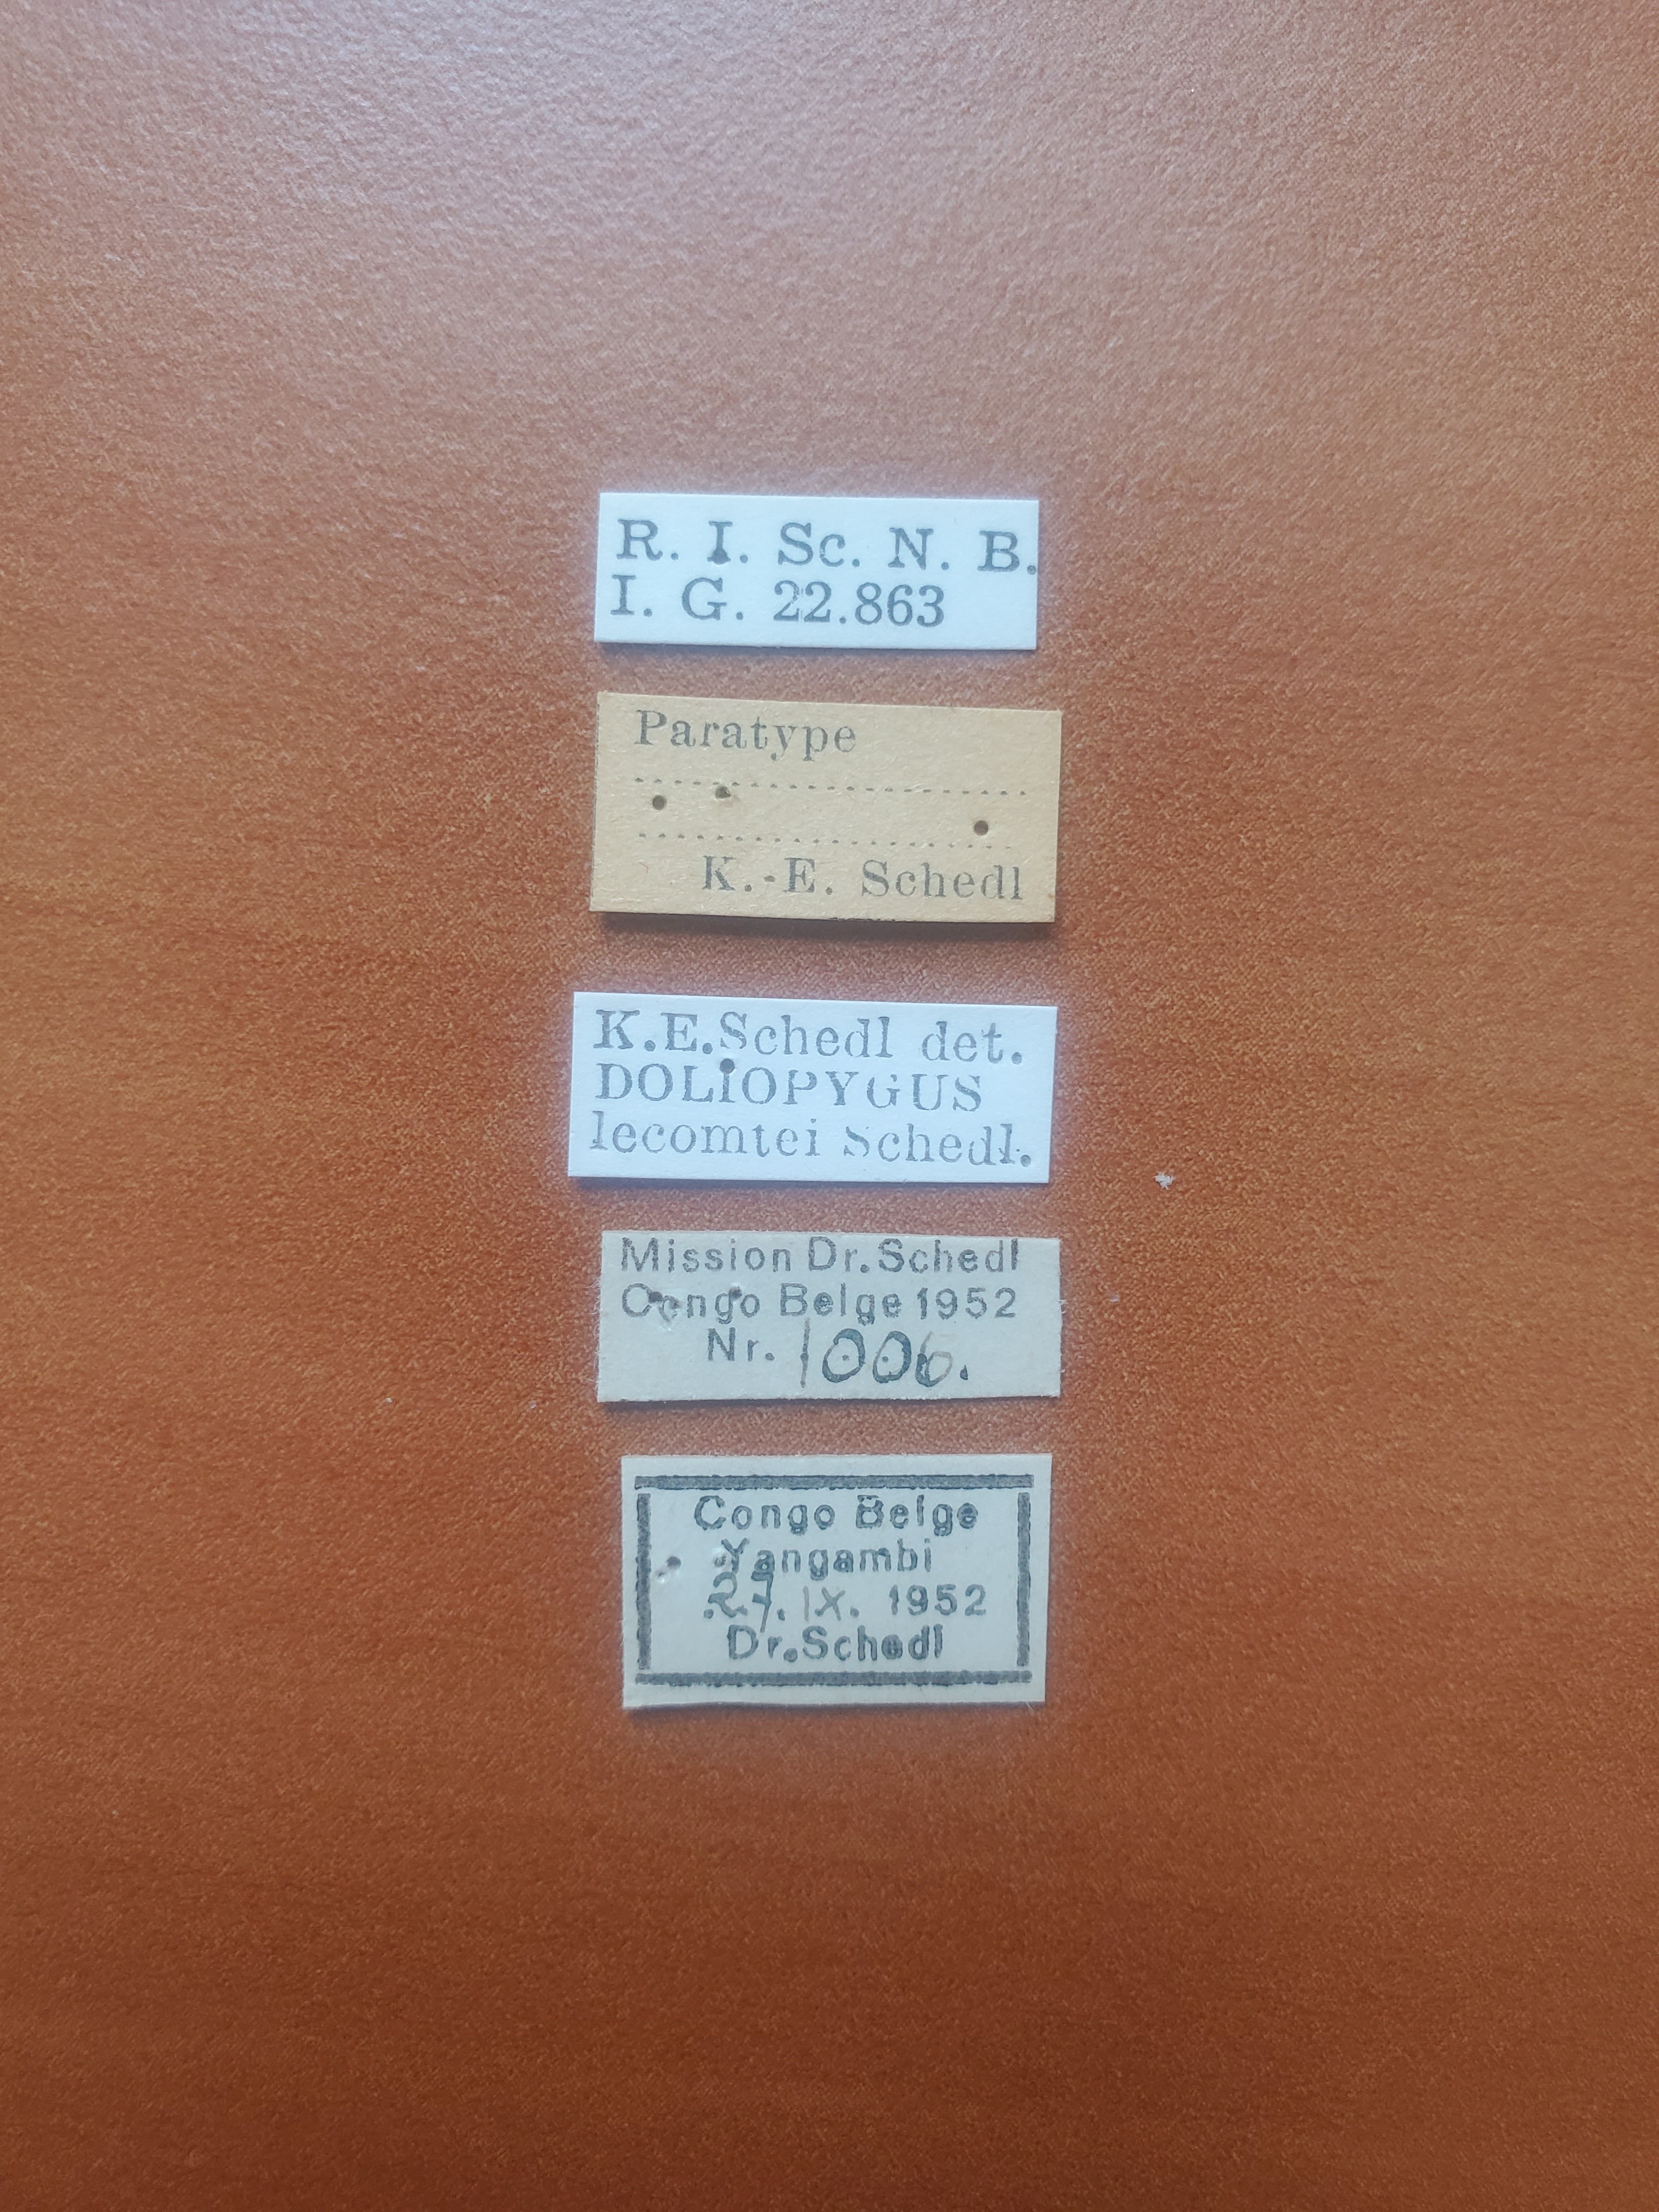 R. I. Sc. N. B.
I. G. 22.863
Paratype
K.-E. Schedl
K.E.Schedl det.
DOLIOPYGUS
lecomtei Schedl.
Mission Dr. Schedl
Congo Belge 1952
Nr. 1006.
Congo Belge
Yangambi
27. IX. 1952
Dr. Schedl